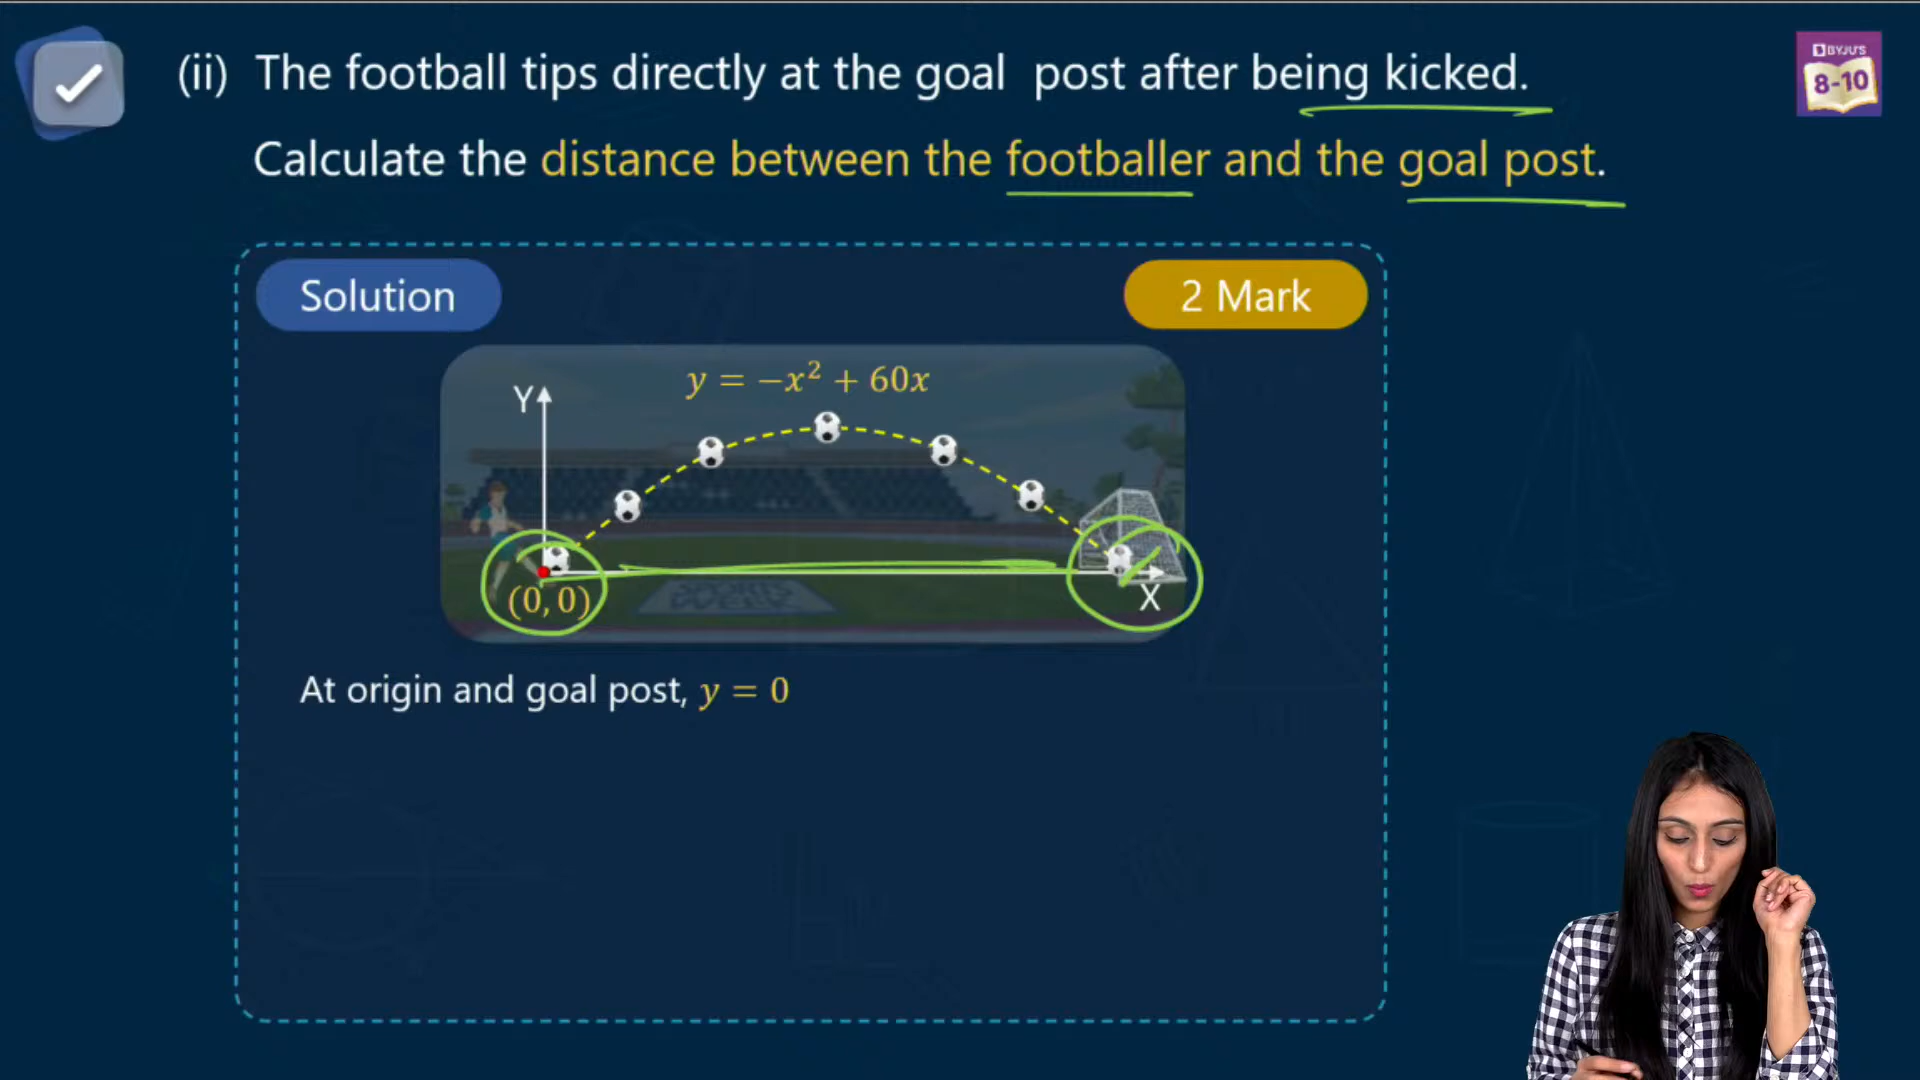 (ii) The football tips directly at the goal post after being kicked.
BYJU'S
8-10
Calculate the distance between the footballer and the goal post.
Solution
2 Mark
y = −x² + 60x
Y
(0, 0)
X
At origin and goal post, y = 0